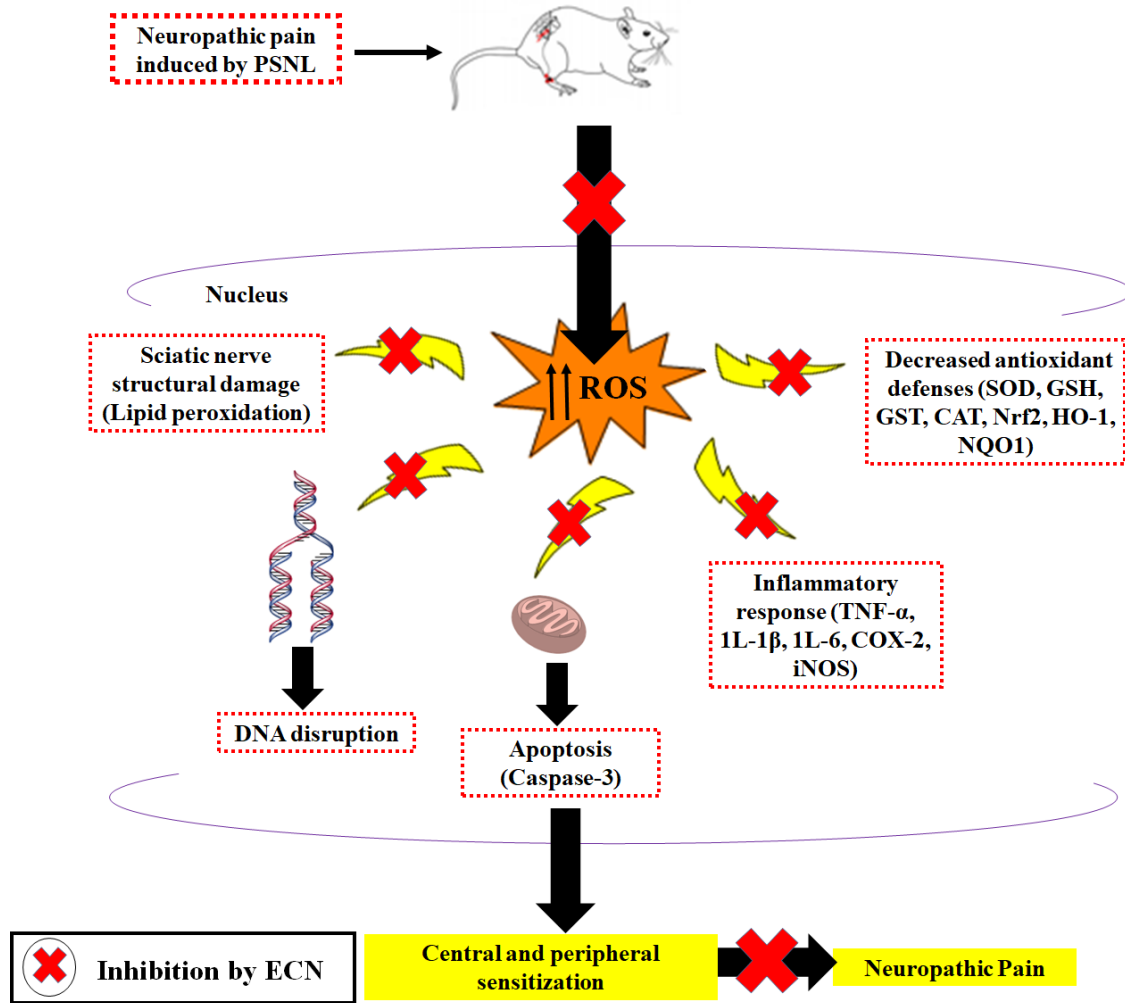 Neuropathic pain
induced by PSNL
Nucleus
Sciatic nerve
structural damage
(Lipid peroxidation)
ROS
Decreased antioxidant
defenses (SOD, GSH,
GST, CAT, Nrf2, HO-1,
NQO1)
Inflammatory
response (TNF-α,
1L-1β, 1L-6, COX-2,
iNOS)
DNA disruption
Apoptosis
(Caspase-3)
Inhibition by ECN
Central and peripheral
sensitization
Neuropathic Pain